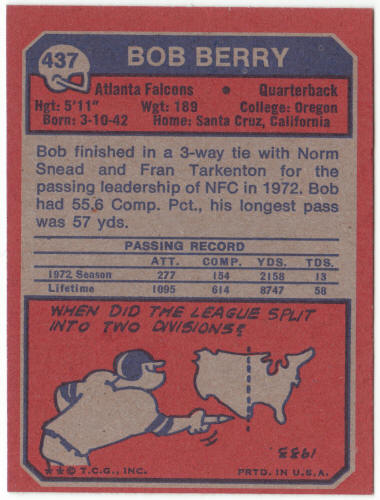 437
BOB BERRY
Atlanta Falcons • Quarterback
Hgt: 5'11" Wgt: 189 College: Oregon
Born: 3-10-42 Home: Santa Cruz, California
Bob finished in a 3-way tie with Norm
Snead and Fran Tarkenton for the
passing leadership of NFC in 1972. Bob
had 55.6 Comp. Pct., his longest pass
was 57 yds.
PASSING RECORD
ATT. COMP. YDS. TDS.
1972 Season 277 154 2158 13
Lifetime 1095 614 8747 58
WHEN DID THE LEAGUE SPLIT
INTO TWO DIVISIONS?
1933
★★ © T.C.G., INC. PRTD. IN U.S.A.